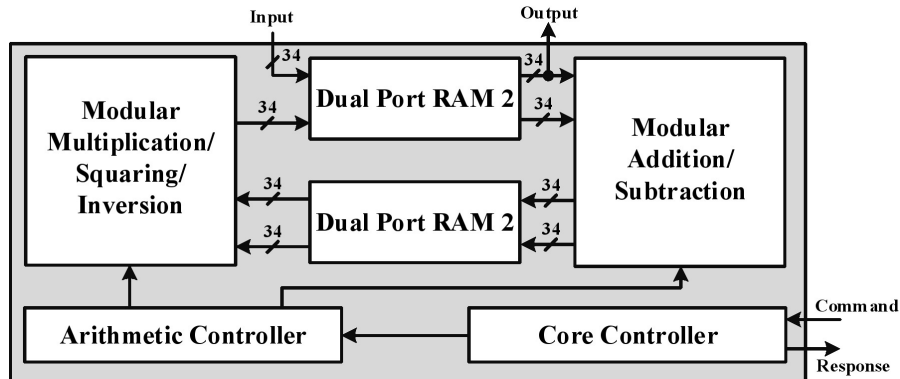 Input
Output
34
34
Modular
Multiplication/
Squaring/
Inversion
34
Dual Port RAM 2
34
Modular
Addition/
Subtraction
34
34
Dual Port RAM 2
34
34
Arithmetic Controller
Core Controller
Command
Response